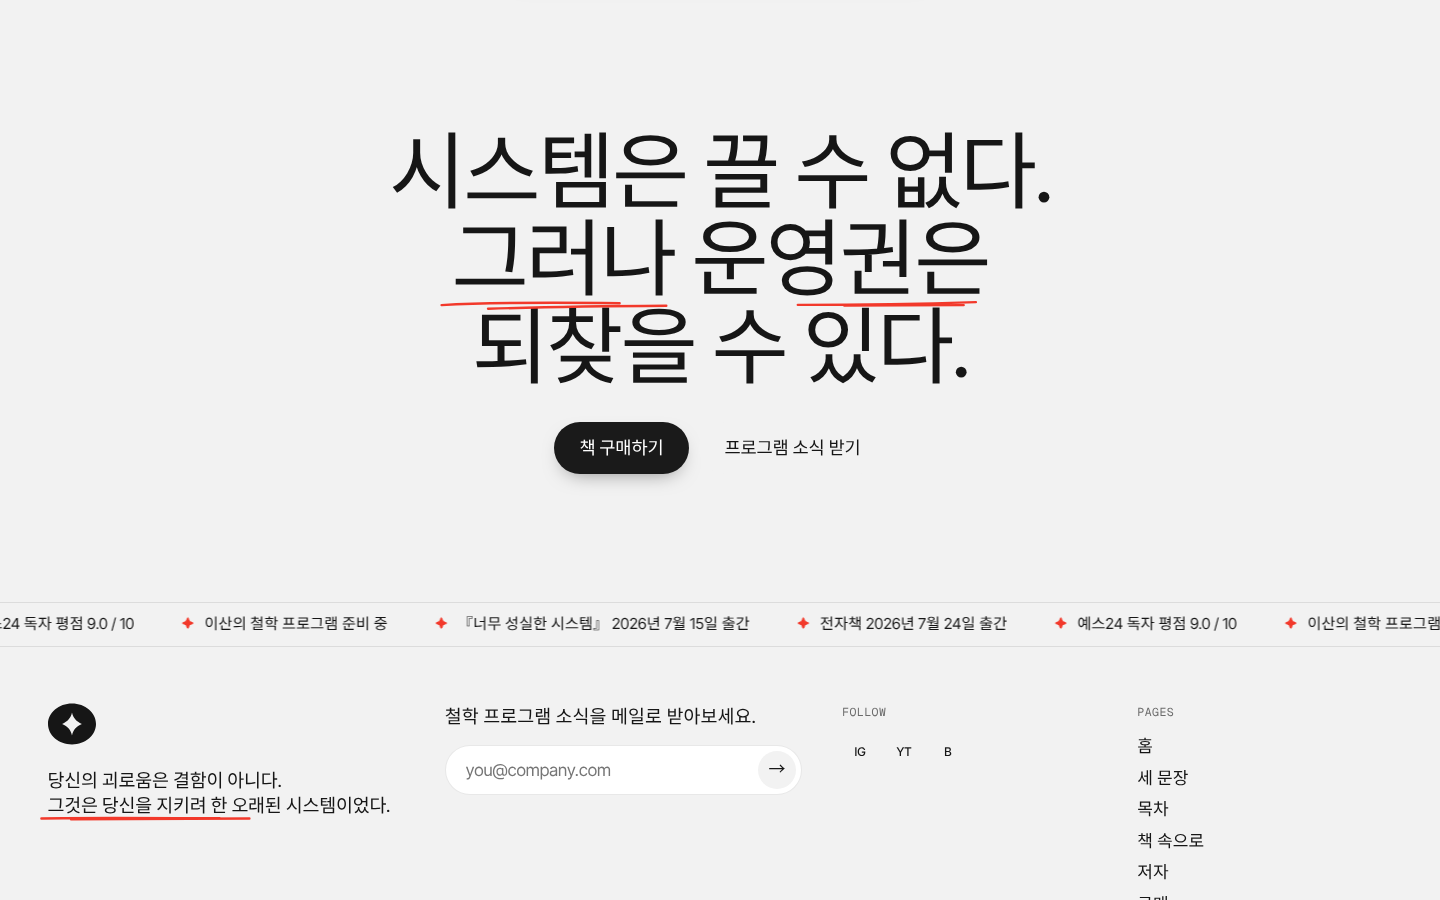 시스템은 끌 수 없다.
그러나 운영권은
되찾을 수 있다.
책 구매하기
프로그램 소식 받기
24 독자 평점 9.0 / 10 ✦ 이산의 철학 프로그램 준비 중 ✦ 『너무 성실한 시스템』 2026년 7월 15일 출간 ✦ 전자책 2026년 7월 24일 출간 ✦ 예스24 독자 평점 9.0 / 10 ✦ 이산의 철학 프로그램
당신의 괴로움은 결함이 아니다.
그것은 당신을 지키려 한 오래된 시스템이었다.
철학 프로그램 소식을 메일로 받아보세요.
you@company.com →
FOLLOW
IG YT B
PAGES
홈
세 문장
목차
책 속으로
저자